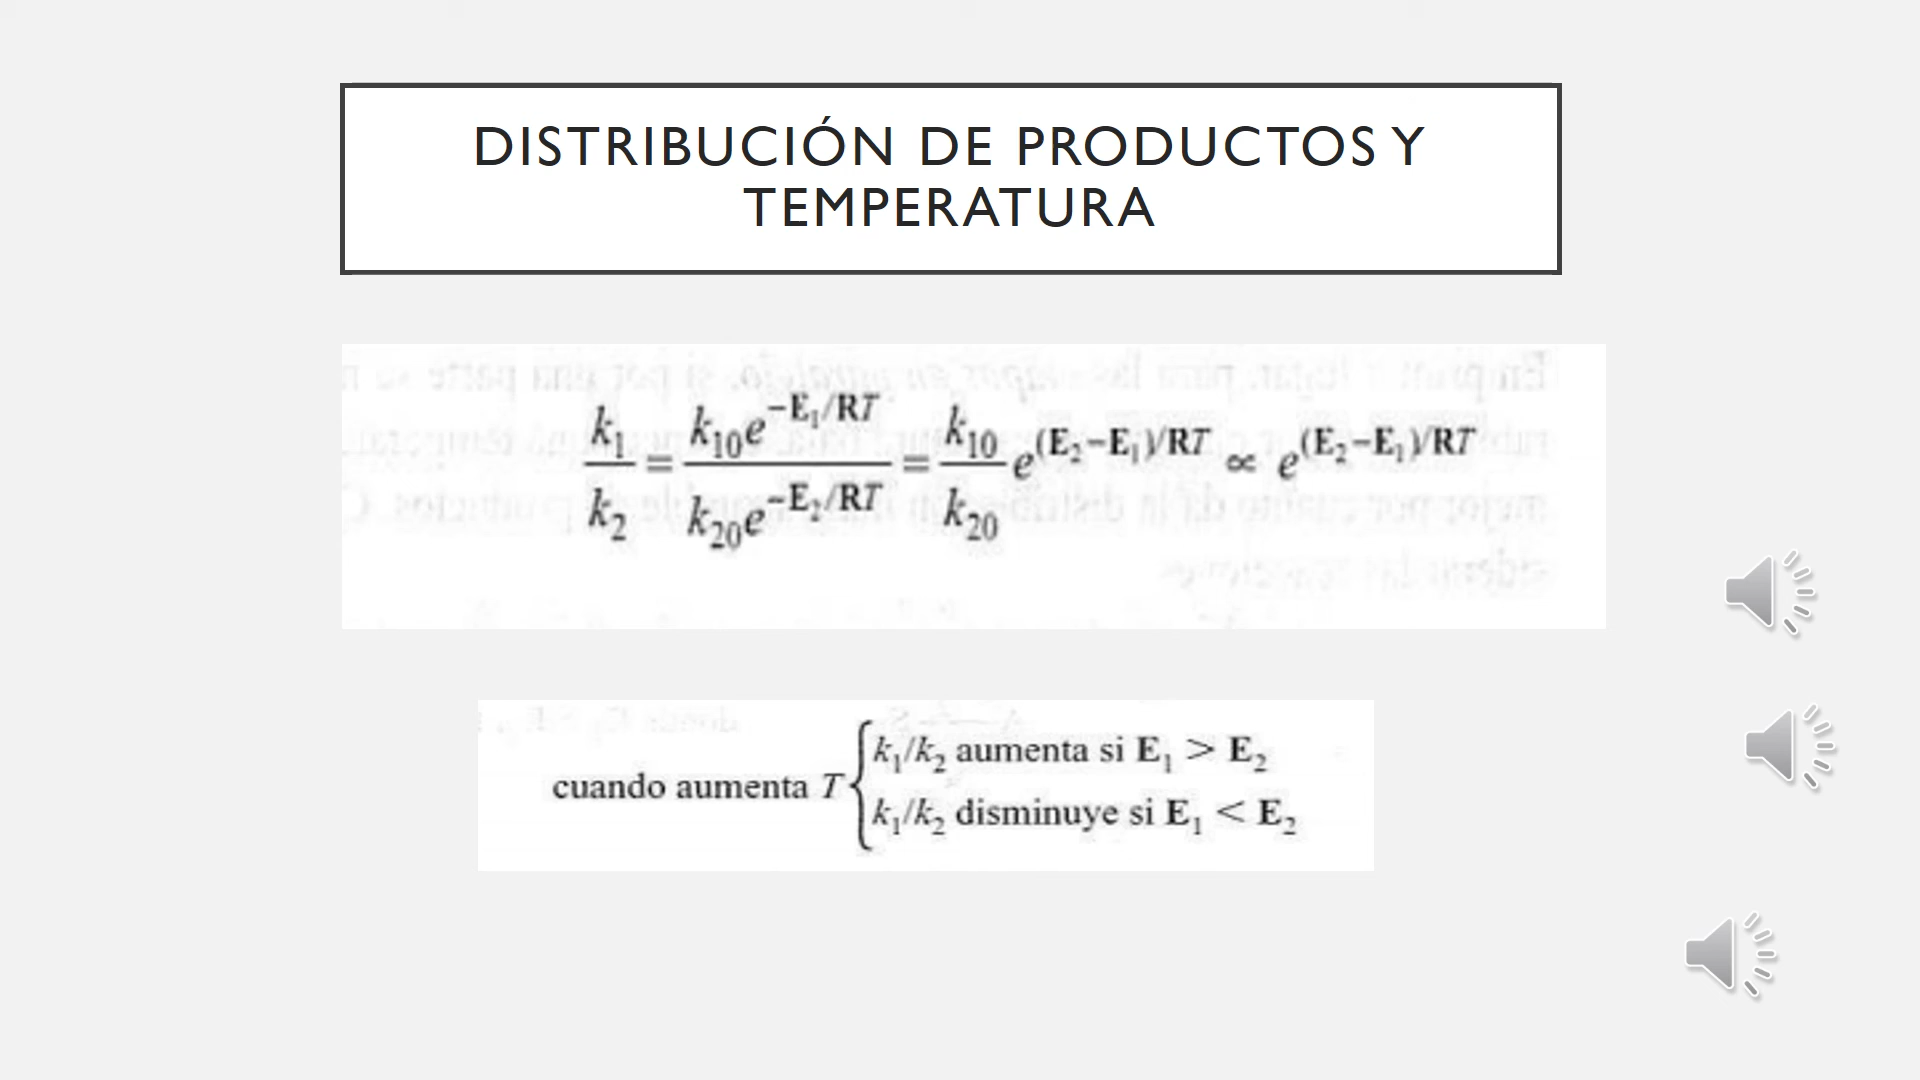 DISTRIBUCIÓN DE PRODUCTOS Y
TEMPERATURA
k₁/k₂ = k₁₀e^(−E₁/RT) / k₂₀e^(−E₂/RT) = k₁₀/k₂₀ e^((E₂−E₁)/RT) ∝ e^((E₂−E₁)/RT)
cuando aumenta T { k₁/k₂ aumenta si E₁ > E₂
k₁/k₂ disminuye si E₁ < E₂